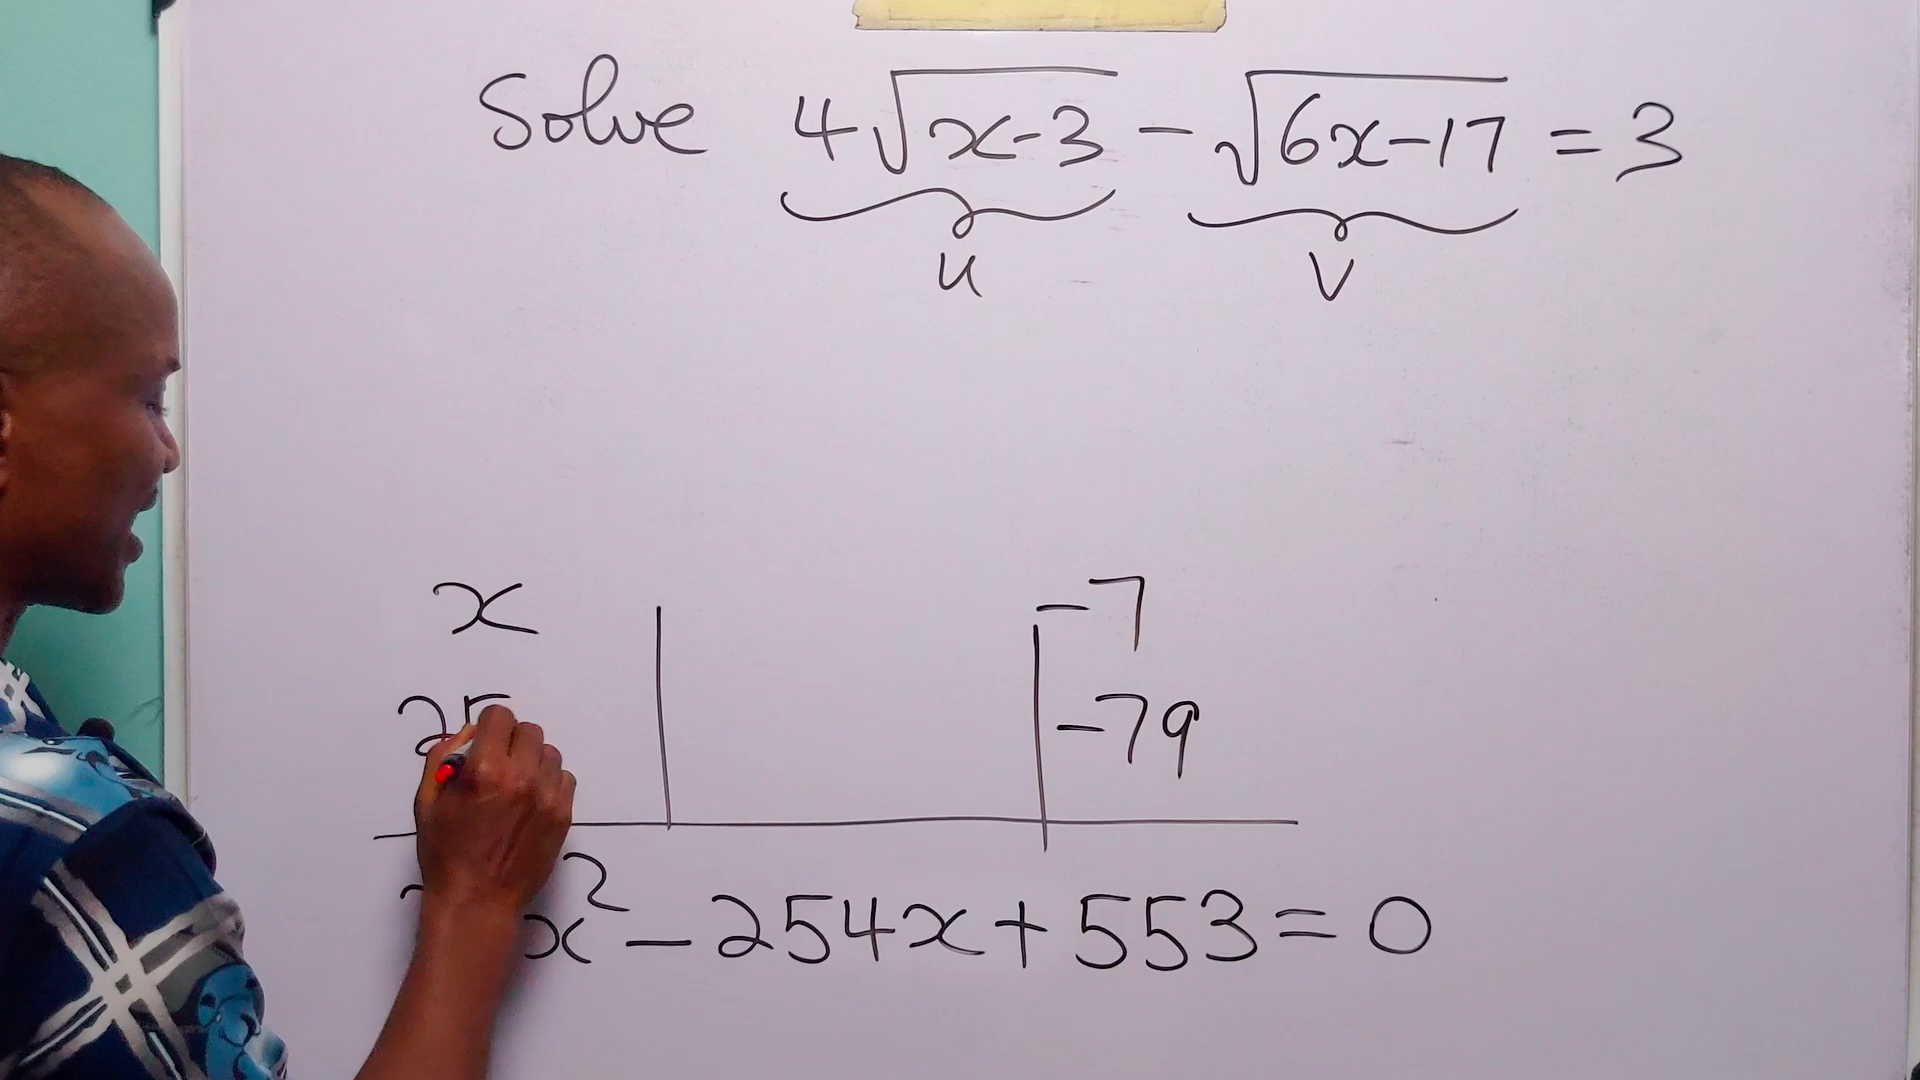 Solve 4√(x-3) - √(6x-17) = 3
u v
x -7
25 -79
x² - 254x + 553 = 0